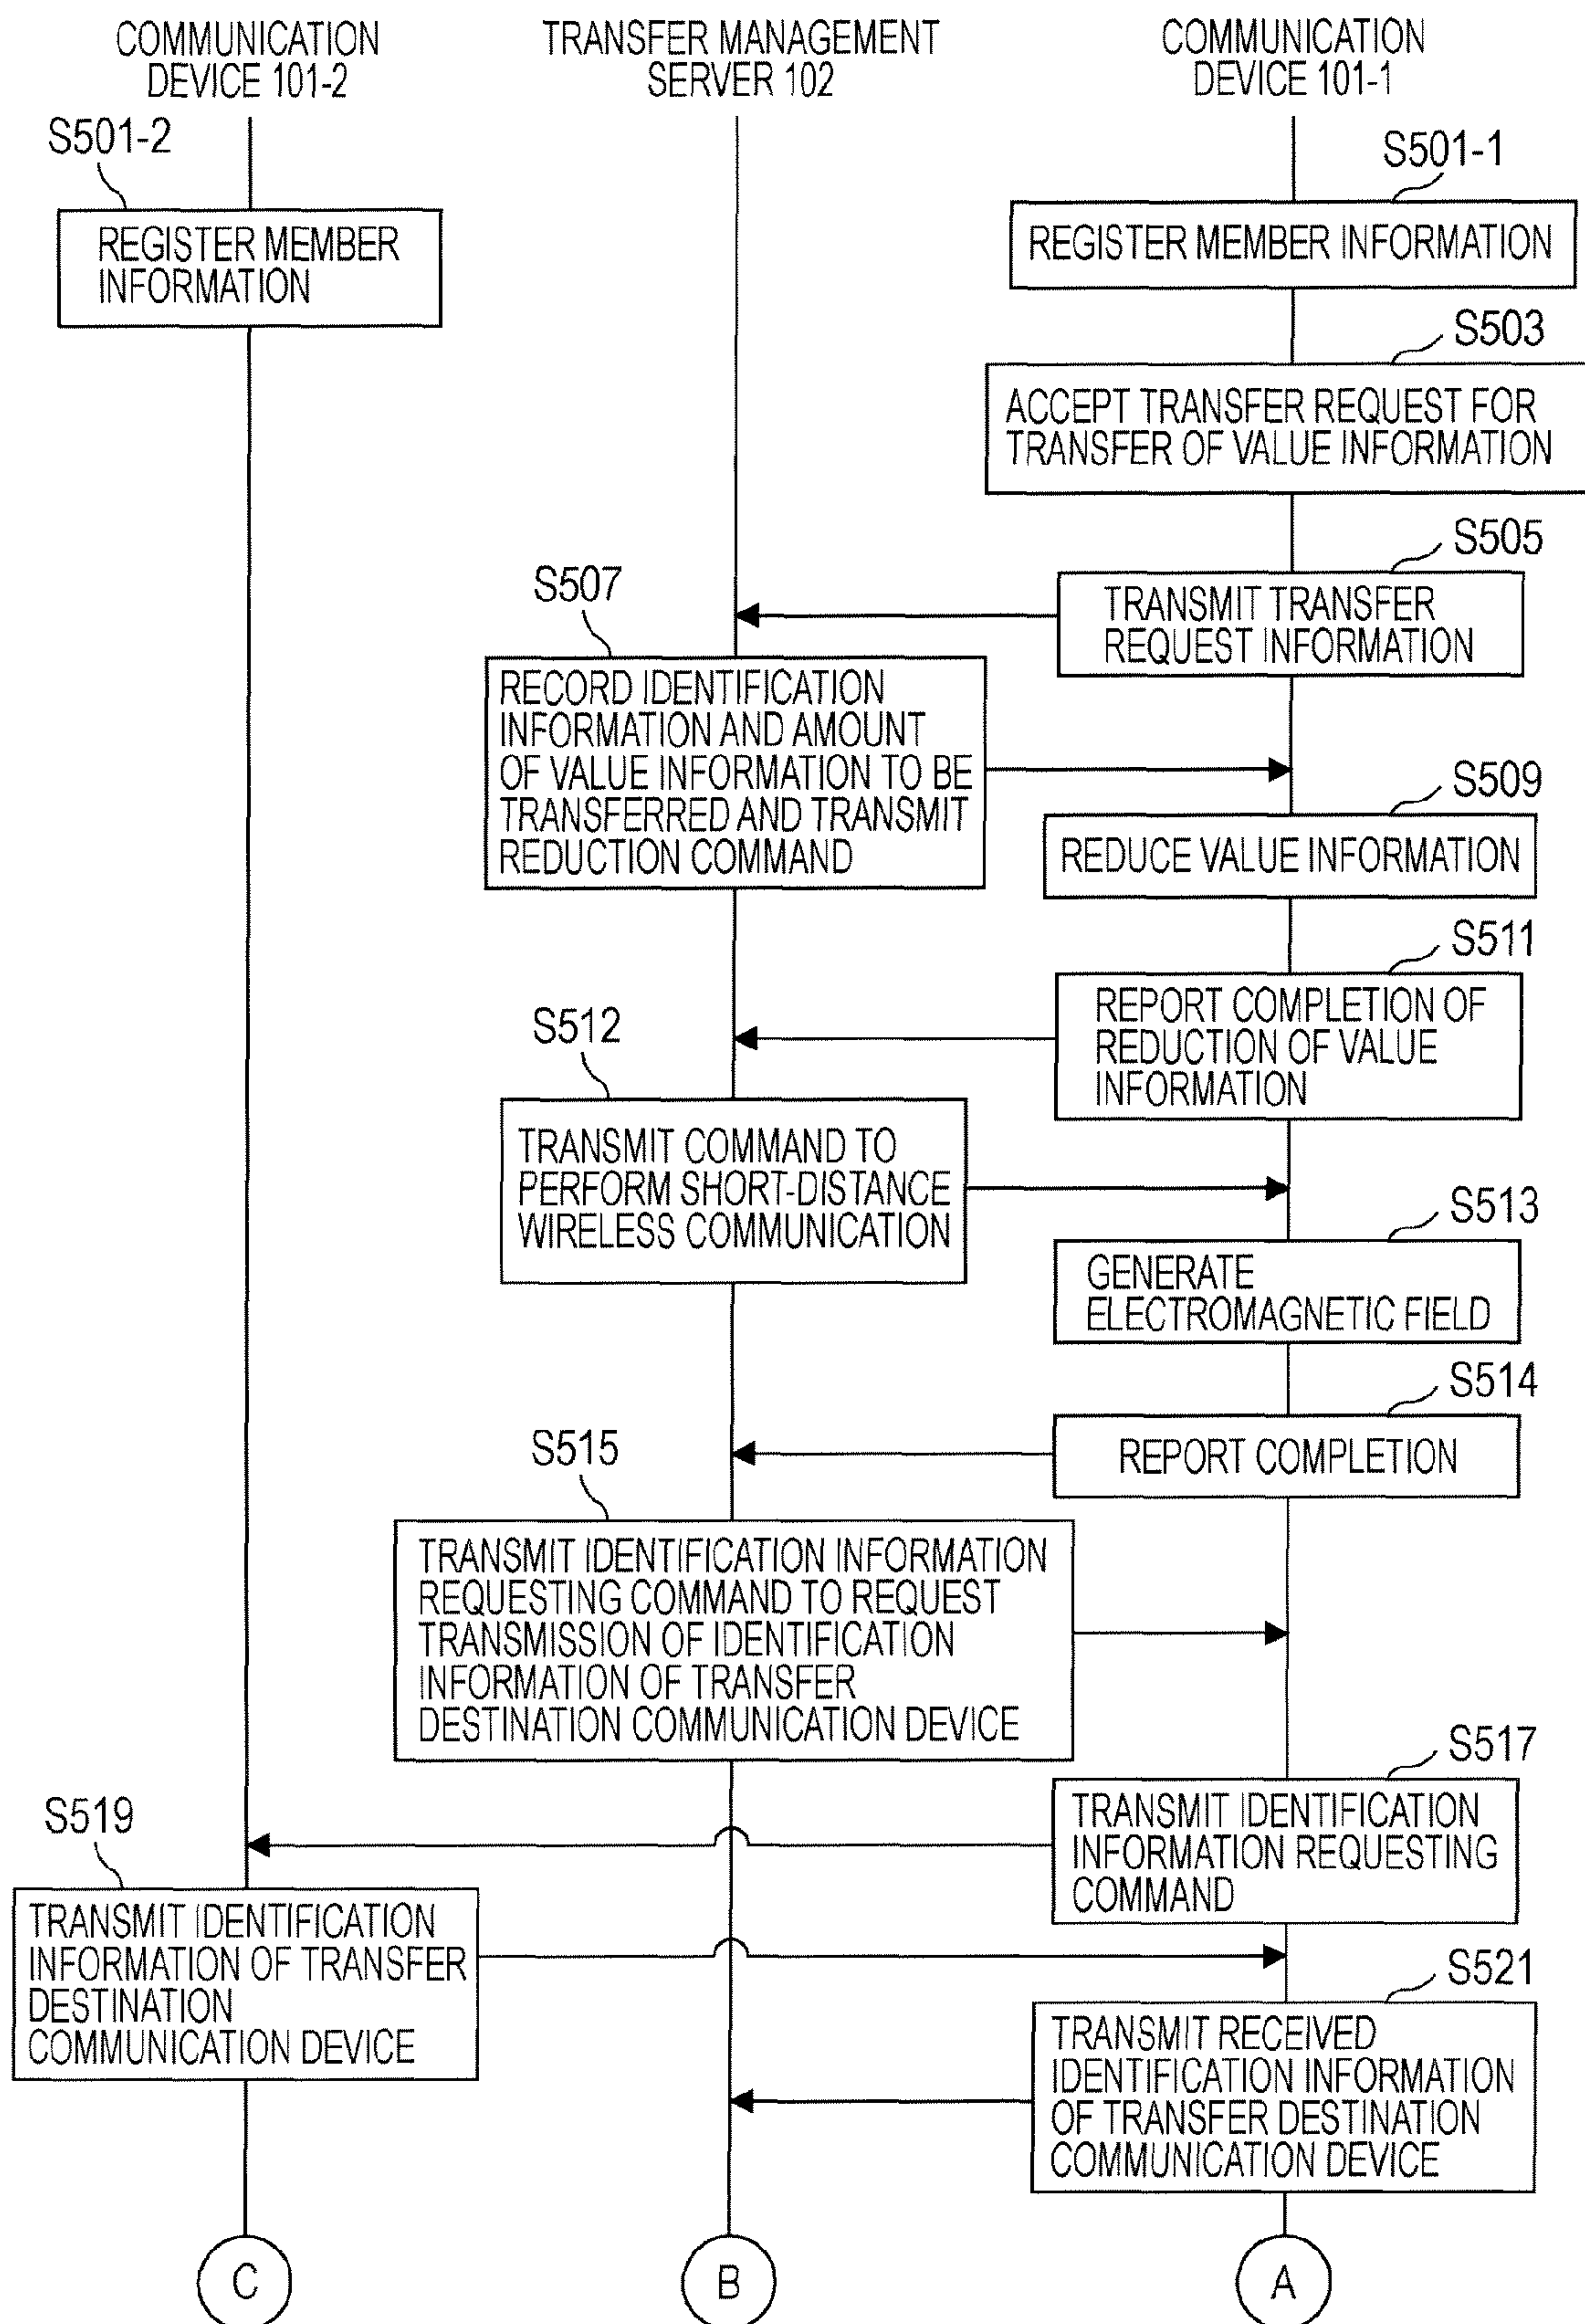 COMMUNICATION
DEVICE 101-2
TRANSFER MANAGEMENT
SERVER 102
COMMUNICATION
DEVICE 101-1
S501-2
REGISTER MEMBER
INFORMATION
S501-1
REGISTER MEMBER INFORMATION
S503
ACCEPT TRANSFER REQUEST FOR
TRANSFER OF VALUE INFORMATION
S505
TRANSMIT TRANSFER
REQUEST INFORMATION
S507
RECORD IDENTIFICATION
INFORMATION AND AMOUNT
OF VALUE INFORMATION TO BE
TRANSFERRED AND TRANSMIT
REDUCTION COMMAND
S509
REDUCE VALUE INFORMATION
S511
REPORT COMPLETION OF
REDUCTION OF VALUE
INFORMATION
S512
TRANSMIT COMMAND TO
PERFORM SHORT-DISTANCE
WIRELESS COMMUNICATION
S513
GENERATE
ELECTROMAGNETIC FIELD
S514
REPORT COMPLETION
S515
TRANSMIT IDENTIFICATION INFORMATION
REQUESTING COMMAND TO REQUEST
TRANSMISSION OF IDENTIFICATION
INFORMATION OF TRANSFER
DESTINATION COMMUNICATION DEVICE
S517
TRANSMIT IDENTIFICATION
INFORMATION REQUESTING
COMMAND
S519
TRANSMIT IDENTIFICATION
INFORMATION OF TRANSFER
DESTINATION
COMMUNICATION DEVICE
S521
TRANSMIT RECEIVED
IDENTIFICATION INFORMATION
OF TRANSFER DESTINATION
COMMUNICATION DEVICE
C
B
A